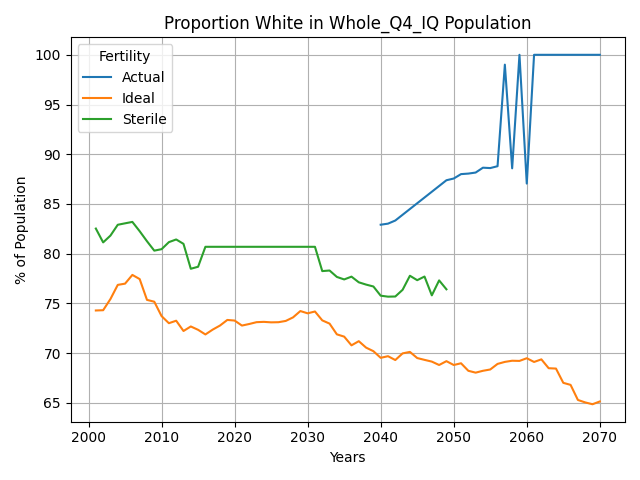 Proportion White in Whole_Q4_IQ Population
Fertility
Actual
Ideal
Sterile
% of Population
100
95
90
85
80
75
70
65
2000 2010 2020 2030 2040 2050 2060 2070
Years